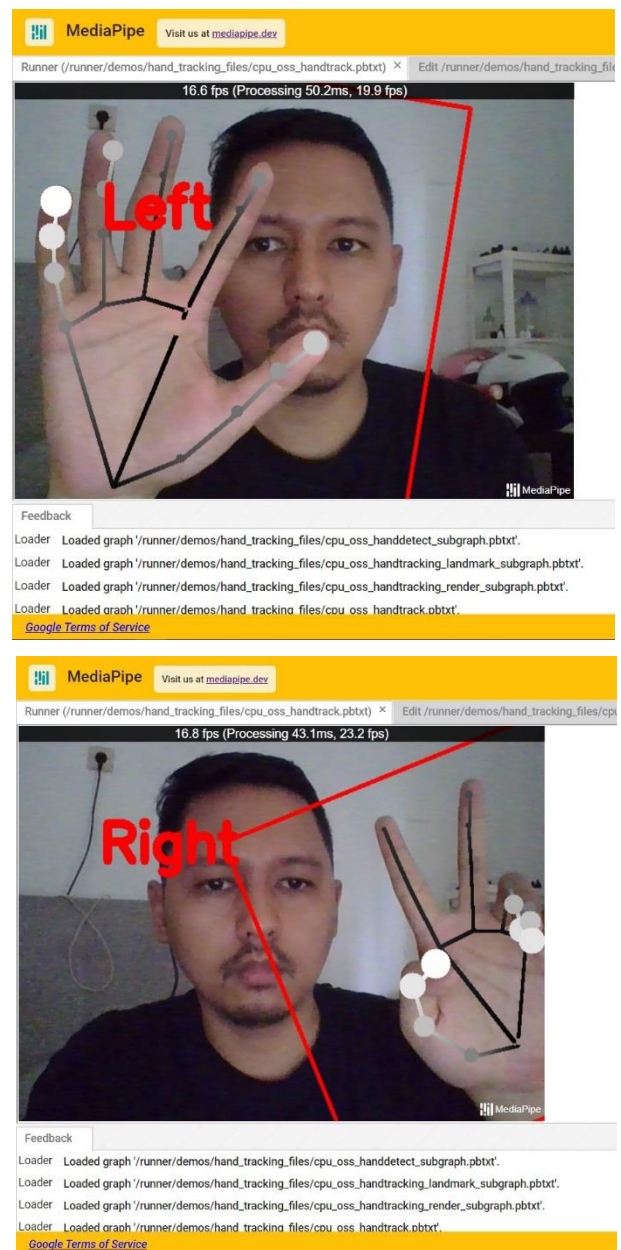 MediaPipe Visit us at mediapipe.dev
Runner (/runner/demos/hand_tracking_files/cpu_oss_handtrack.pbtxt) × Edit /runner/demos/hand_tracking_file
16.6 fps (Processing 50.2ms, 19.9 fps)
Left
MediaPipe
Feedback
Loader Loaded graph '/runner/demos/hand_tracking_files/cpu_oss_handdetect_subgraph.pbtxt'.
Loader Loaded graph '/runner/demos/hand_tracking_files/cpu_oss_handtracking_landmark_subgraph.pbtxt'.
Loader Loaded graph '/runner/demos/hand_tracking_files/cpu_oss_handtracking_render_subgraph.pbtxt'.
Loader Loaded graph '/runner/demos/hand_tracking_files/cpu_oss_handtrack.pbtxt'.
Google Terms of Service
MediaPipe Visit us at mediapipe.dev
Runner (/runner/demos/hand_tracking_files/cpu_oss_handtrack.pbtxt) × Edit /runner/demos/hand_tracking_files/cpu
16.8 fps (Processing 43.1ms, 23.2 fps)
Right
MediaPipe
Feedback
Loader Loaded graph '/runner/demos/hand_tracking_files/cpu_oss_handdetect_subgraph.pbtxt'.
Loader Loaded graph '/runner/demos/hand_tracking_files/cpu_oss_handtracking_landmark_subgraph.pbtxt'.
Loader Loaded graph '/runner/demos/hand_tracking_files/cpu_oss_handtracking_render_subgraph.pbtxt'.
Loader Loaded graph '/runner/demos/hand_tracking_files/cpu_oss_handtrack.pbtxt'.
Google Terms of Service